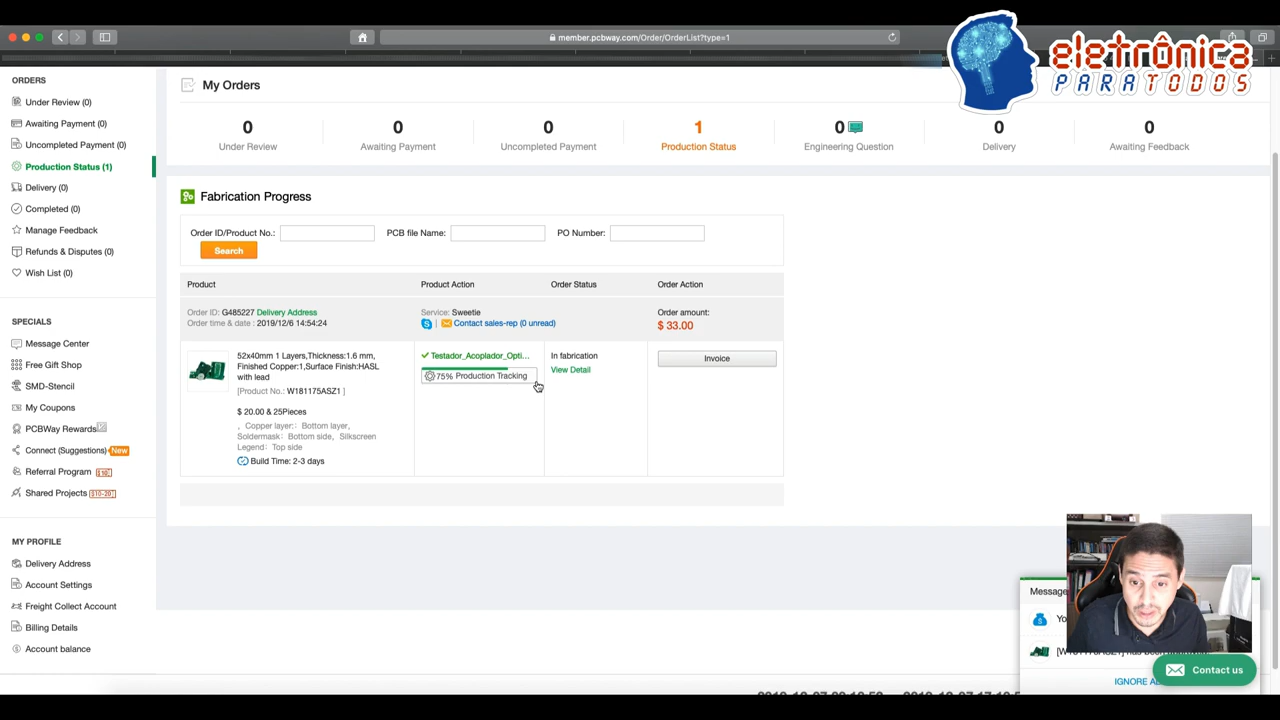 member.pcbway.com/Order/OrderList?type=1
eletrônica
PARATODOS
ORDERS
Under Review (0)
Awaiting Payment (0)
Uncompleted Payment (0)
Production Status (1)
Delivery (0)
Completed (0)
Manage Feedback
Refunds & Disputes (0)
Wish List (0)
SPECIALS
Message Center
Free Gift Shop
SMD-Stencil
My Coupons
PCBWay Rewards
Connect (Suggestions) New
Referral Program
Shared Projects
MY PROFILE
Delivery Address
Account Settings
Freight Collect Account
Billing Details
Account balance
My Orders
0 0 0 1 0 0 0
Under Review Awaiting Payment Uncompleted Payment Production Status Engineering Question Delivery Awaiting Feedback
Fabrication Progress
Order ID/Product No.: PCB file Name: PO Number:
Search
Product Product Action Order Status Order Action
Order ID: G485227 Delivery Address
Order time & date : 2019/12/6 14:54:24
Service: Sweetie
Contact sales-rep (0 unread)
Order amount:
$ 33.00
52x40mm 1 Layers,Thickness:1.6 mm,
Finished Copper:1,Surface Finish:HASL
with lead
[Product No.: W181175ASZ1 ]
$ 20.00 & 25Pieces
, Copper layer: Bottom layer,
Soldermask: Bottom side, Silkscreen
Legend: Top side
Build Time: 2-3 days
Testador_Acoplador_Opti...
75% Production Tracking
In fabrication
View Detail
Invoice
Message
Yo
IGNORE AL
Contact us